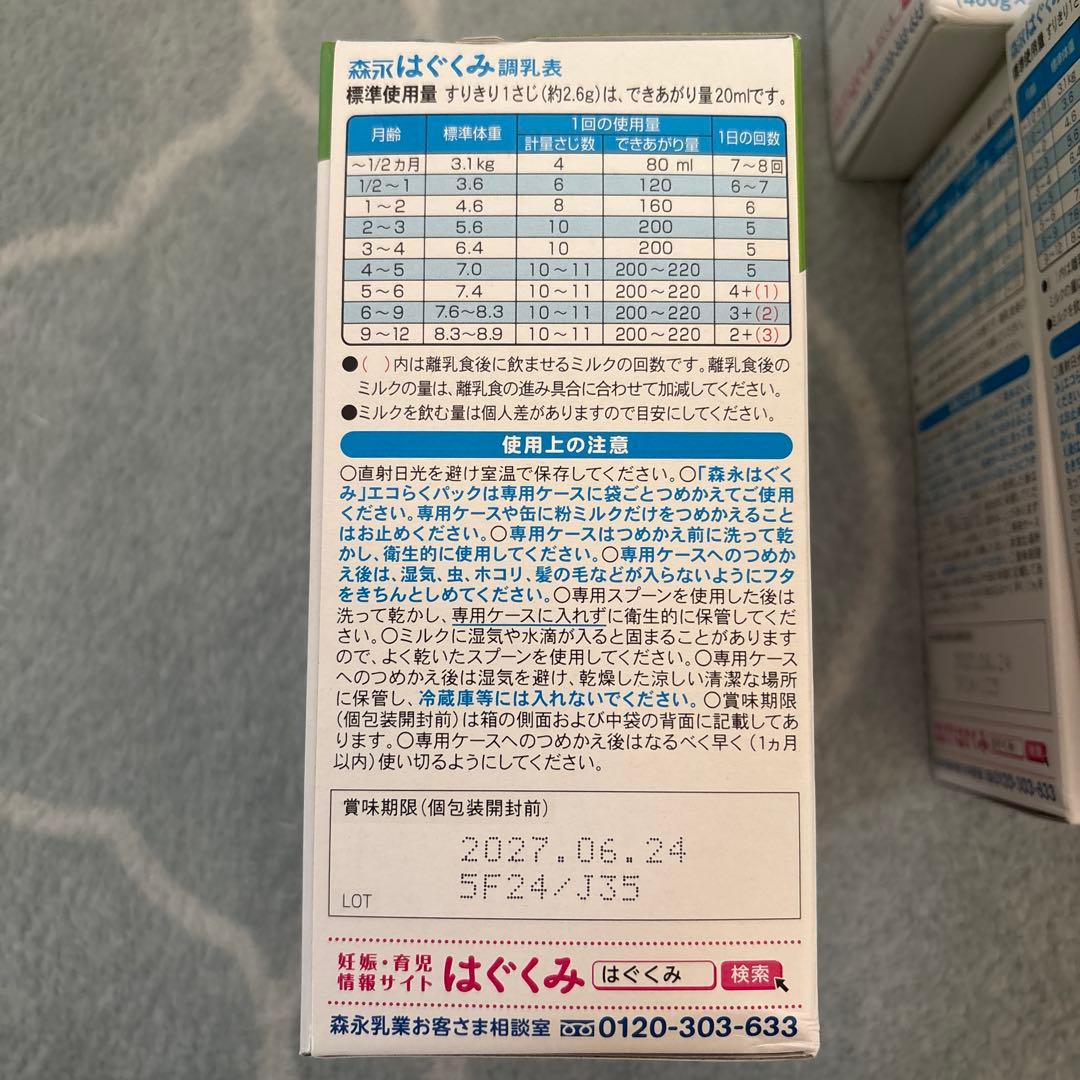 森永はぐくみ 調乳表
標準使用量 すりきり1さじ(約2.6g)は、できあがり量20mlです。
月齢 標準体重 1回の使用量 1日の回数
計量さじ数 できあがり量
～1/2カ月 3.1kg 4 80 ml 7～8回
1/2～1 3.6 6 120 6～7
1～2 4.6 8 160 6
2～3 5.6 10 200 5
3～4 6.4 10 200 5
4～5 7.0 10～11 200～220 5
5～6 7.4 10～11 200～220 4+(1)
6～9 7.6～8.3 10～11 200～220 3+(2)
9～12 8.3～8.9 10～11 200～220 2+(3)
●( )内は離乳食後に飲ませるミルクの回数です。離乳食後の
ミルクの量は、離乳食の進み具合に合わせて加減してください。
●ミルクを飲む量は個人差がありますので目安にしてください。
使用上の注意
○直射日光を避け室温で保存してください。○「森永はぐく
み」エコらくパックは専用ケースに袋ごとつめかえてご使用
ください。専用ケースや缶に粉ミルクだけをつめかえること
はお止めください。○専用ケースはつめかえ前に洗って乾
かし、衛生的に使用してください。○専用ケースへのつめか
え後は、湿気、虫、ホコリ、髪の毛などが入らないようにフタ
をきちんとしめてください。○専用スプーンを使用した後は
洗って乾かし、専用ケースに入れずに衛生的に保管してくだ
さい。○ミルクに湿気や水滴が入ると固まることがあります
ので、よく乾いたスプーンを使用してください。○専用ケース
へのつめかえ後は湿気を避け、乾燥した涼しい清潔な場所
に保管し、冷蔵庫等には入れないでください。○賞味期限
(個包装開封前)は箱の側面および中袋の背面に記載してあ
ります。○専用ケースへのつめかえ後はなるべく早く(1ヵ月
以内)使い切るようにしてください。
賞味期限(個包装開封前)
2027.06.24
5F24/J35
LOT
妊娠・育児
情報サイト はぐくみ はぐくみ 検索
森永乳業お客さま相談室 0120-303-633